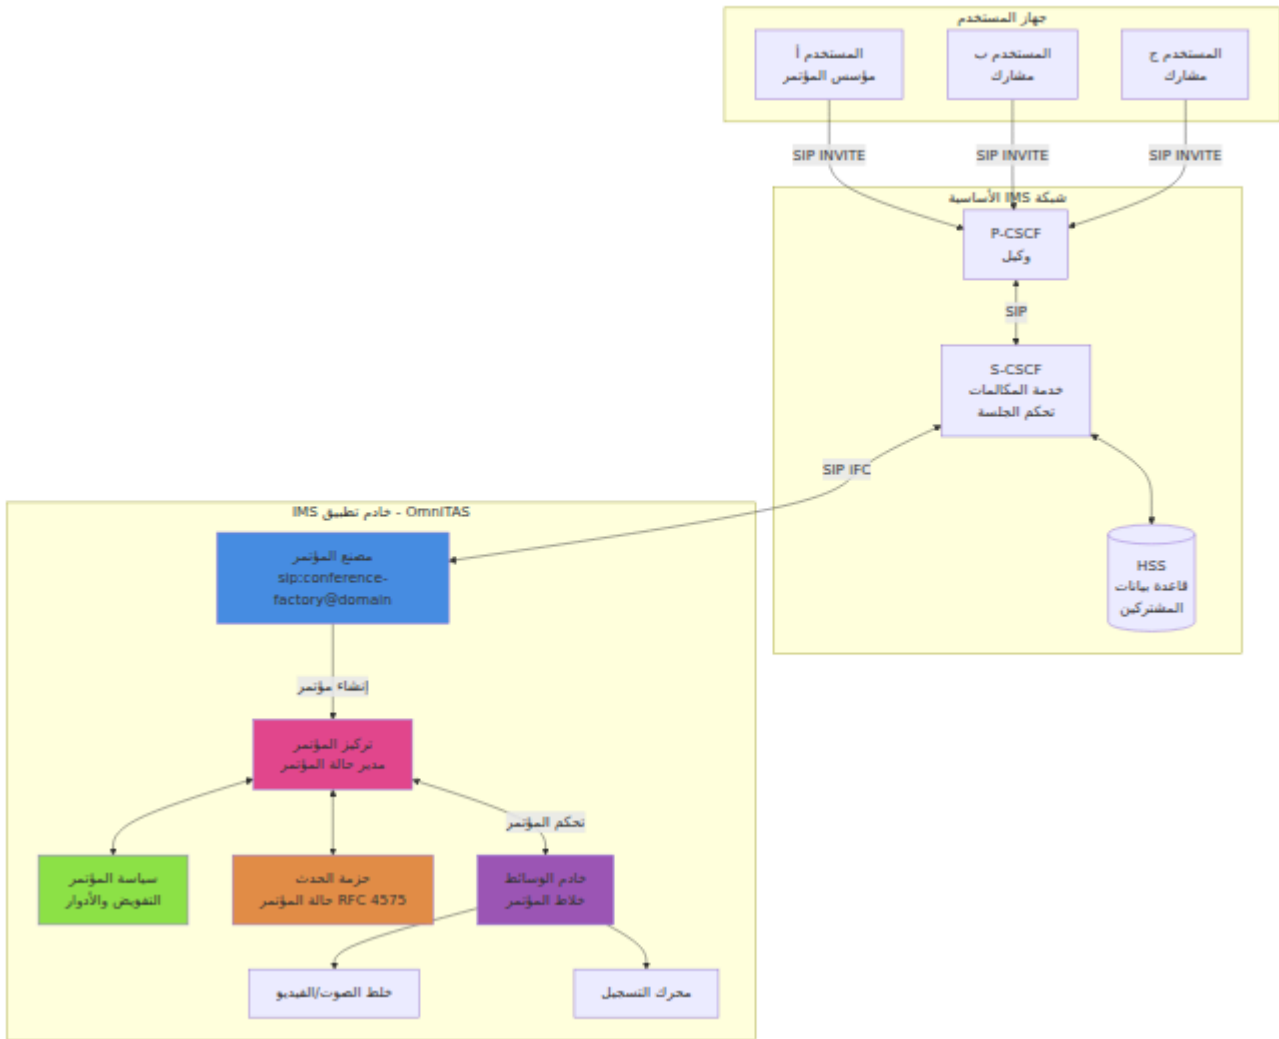 جهاز المستخدم
المستخدم أ
مؤسس المؤتمر
المستخدم ب
مشارك
المستخدم ج
مشارك
SIP INVITE
SIP INVITE
SIP INVITE
شبكة IMS الأساسية
P-CSCF
وكيل
SIP
S-CSCF
خدمة المكالمات
تحكم الجلسة
SIP IFC
HSS
قاعدة بيانات
المشتركين
OmniTAS - خادم تطبيق IMS
مصنع المؤتمر
sip:conference-
factory@domain
إنشاء مؤتمر
تركيز المؤتمر
مدير حالة المؤتمر
تحكم المؤتمر
سياسة المؤتمر
التفويض والأدوار
حزمة الحدث
RFC 4575 حالة المؤتمر
خادم الوسائط
خلاط المؤتمر
خلط الصوت/الفيديو
محرك التسجيل